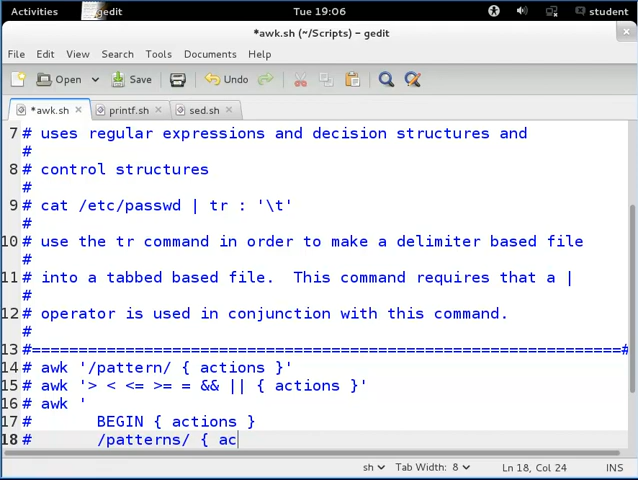 Activities gedit Tue 19:06 student
*awk.sh (~/Scripts) - gedit
File Edit View Search Tools Documents Help
Open Save Undo
*awk.sh printf.sh sed.sh
7 # uses regular expressions and decision structures and
#
8 # control structures
#
9 # cat /etc/passwd | tr : '\t'
#
10 # use the tr command in order to make a delimiter based file
#
11 # into a tabbed based file.  This command requires that a |
#
12 # operator is used in conjunction with this command.
#
13 #================================================================#
14 # awk '/pattern/ { actions }'
15 # awk '> < <= >= = && || { actions }'
16 # awk '
17 #       BEGIN { actions }
18 #       /patterns/ { ac
sh Tab Width: 8 Ln 18, Col 24 INS